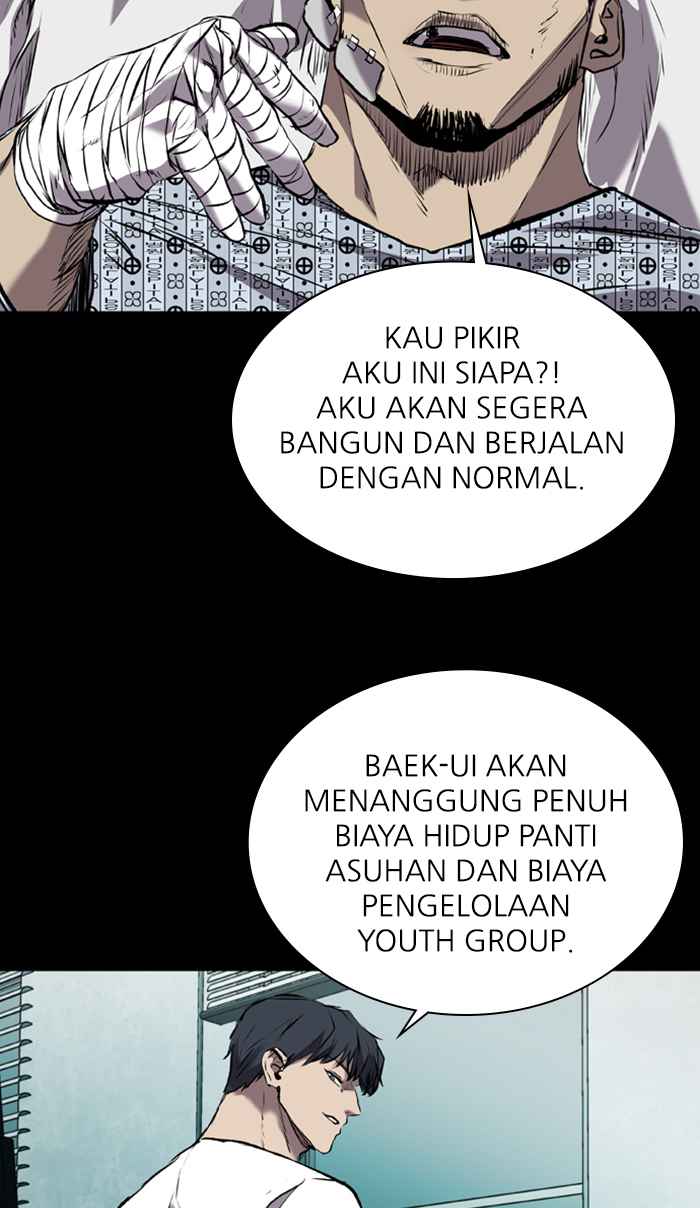 KAU PIKIR
AKU INI SIAPA?!
AKU AKAN SEGERA
BANGUN DAN BERJALAN
DENGAN NORMAL.
BAEK-UI AKAN
MENANGGUNG PENUH
BIAYA HIDUP PANTI
ASUHAN DAN BIAYA
PENGELOLAAN
YOUTH GROUP.